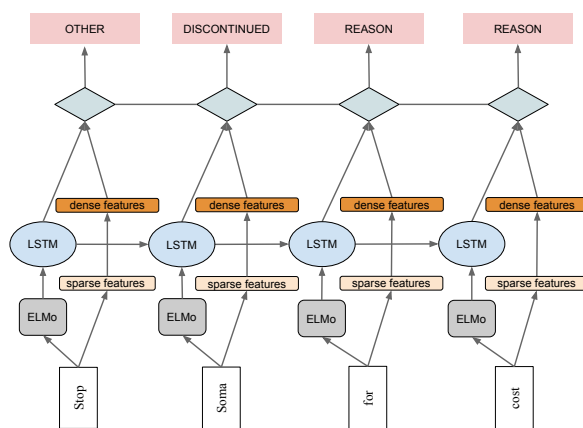 OTHER DISCONTINUED REASON REASON
dense features dense features dense features dense features
LSTM LSTM LSTM LSTM
sparse features sparse features sparse features sparse features
ELMo ELMo ELMo ELMo
Stop Soma for cost